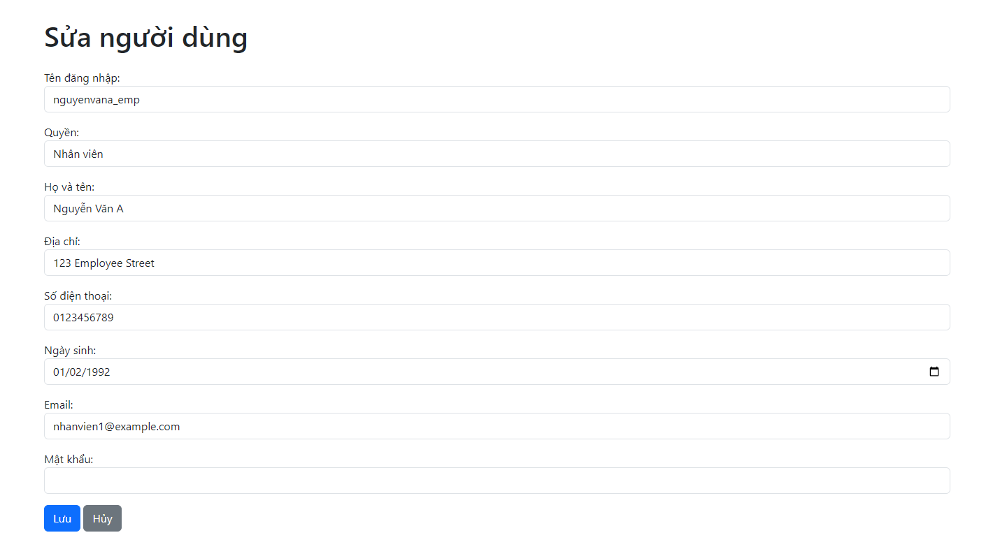 Sửa người dùng
Tên đăng nhập:
nguyenvana_emp
Quyền:
Nhân viên
Họ và tên:
Nguyễn Văn A
Địa chỉ:
123 Employee Street
Số điện thoại:
0123456789
Ngày sinh:
01/02/1992
Email:
nhanvien1@example.com
Mật khẩu:
Lưu Hủy